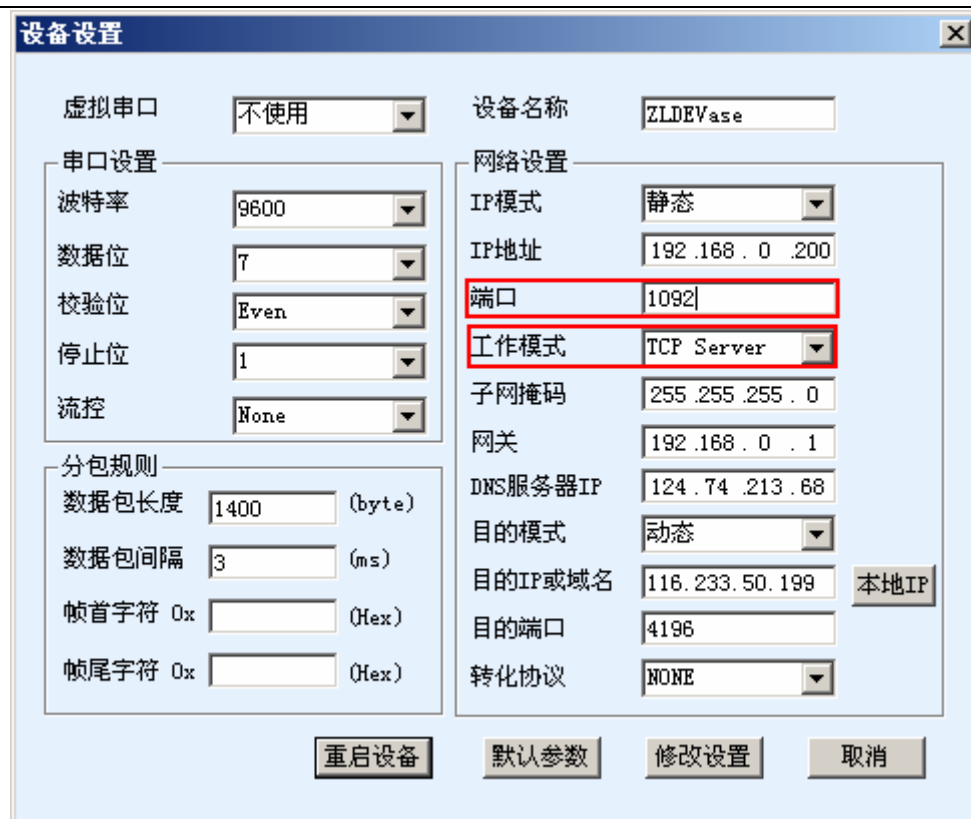 设备设置
虚拟串口 不使用
设备名称 ZLDEVase
串口设置
波特率 9600
数据位 7
校验位 Even
停止位 1
流控 None
分包规则
数据包长度 1400 (byte)
数据包间隔 3 (ms)
帧首字符 0x (Hex)
帧尾字符 0x (Hex)
网络设置
IP模式 静态
IP地址 192 .168 . 0 .200
端口 1092
工作模式 TCP Server
子网掩码 255 .255 .255 . 0
网关 192 .168 . 0 . 1
DNS服务器IP 124 . 74 .213 . 68
目的模式 动态
目的IP或域名 116.233.50.199 本地IP
目的端口 4196
转化协议 NONE
重启设备 默认参数 修改设置 取消